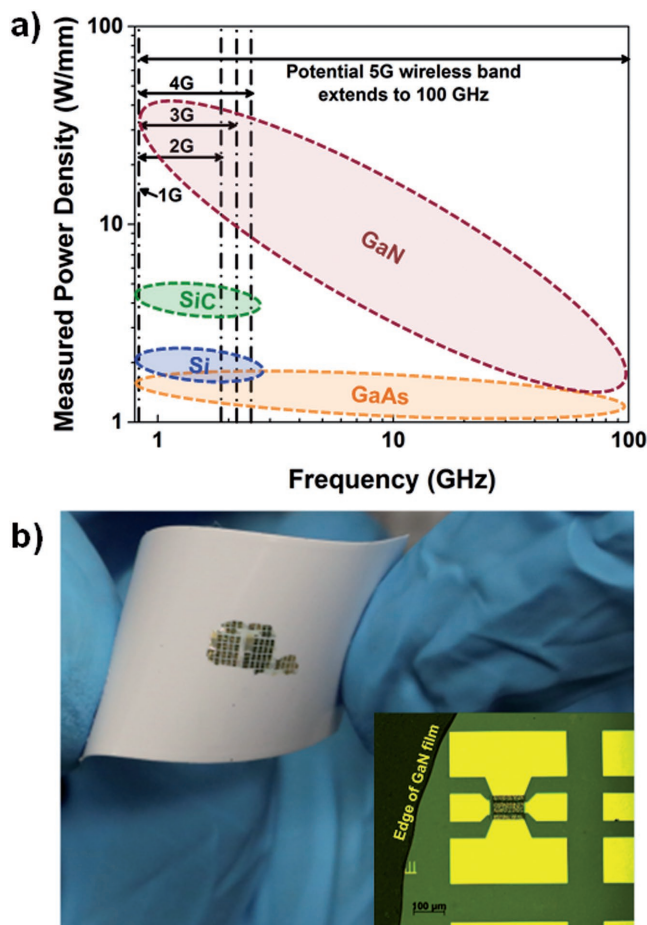 a)
100
10
1
Measured Power Density (W/mm)
4G
3G
2G
1G
Potential 5G wireless band
extends to 100 GHz
GaN
SiC
Si
GaAs
1
10
100
Frequency (GHz)
b)
Edge of GaN film
100 µm